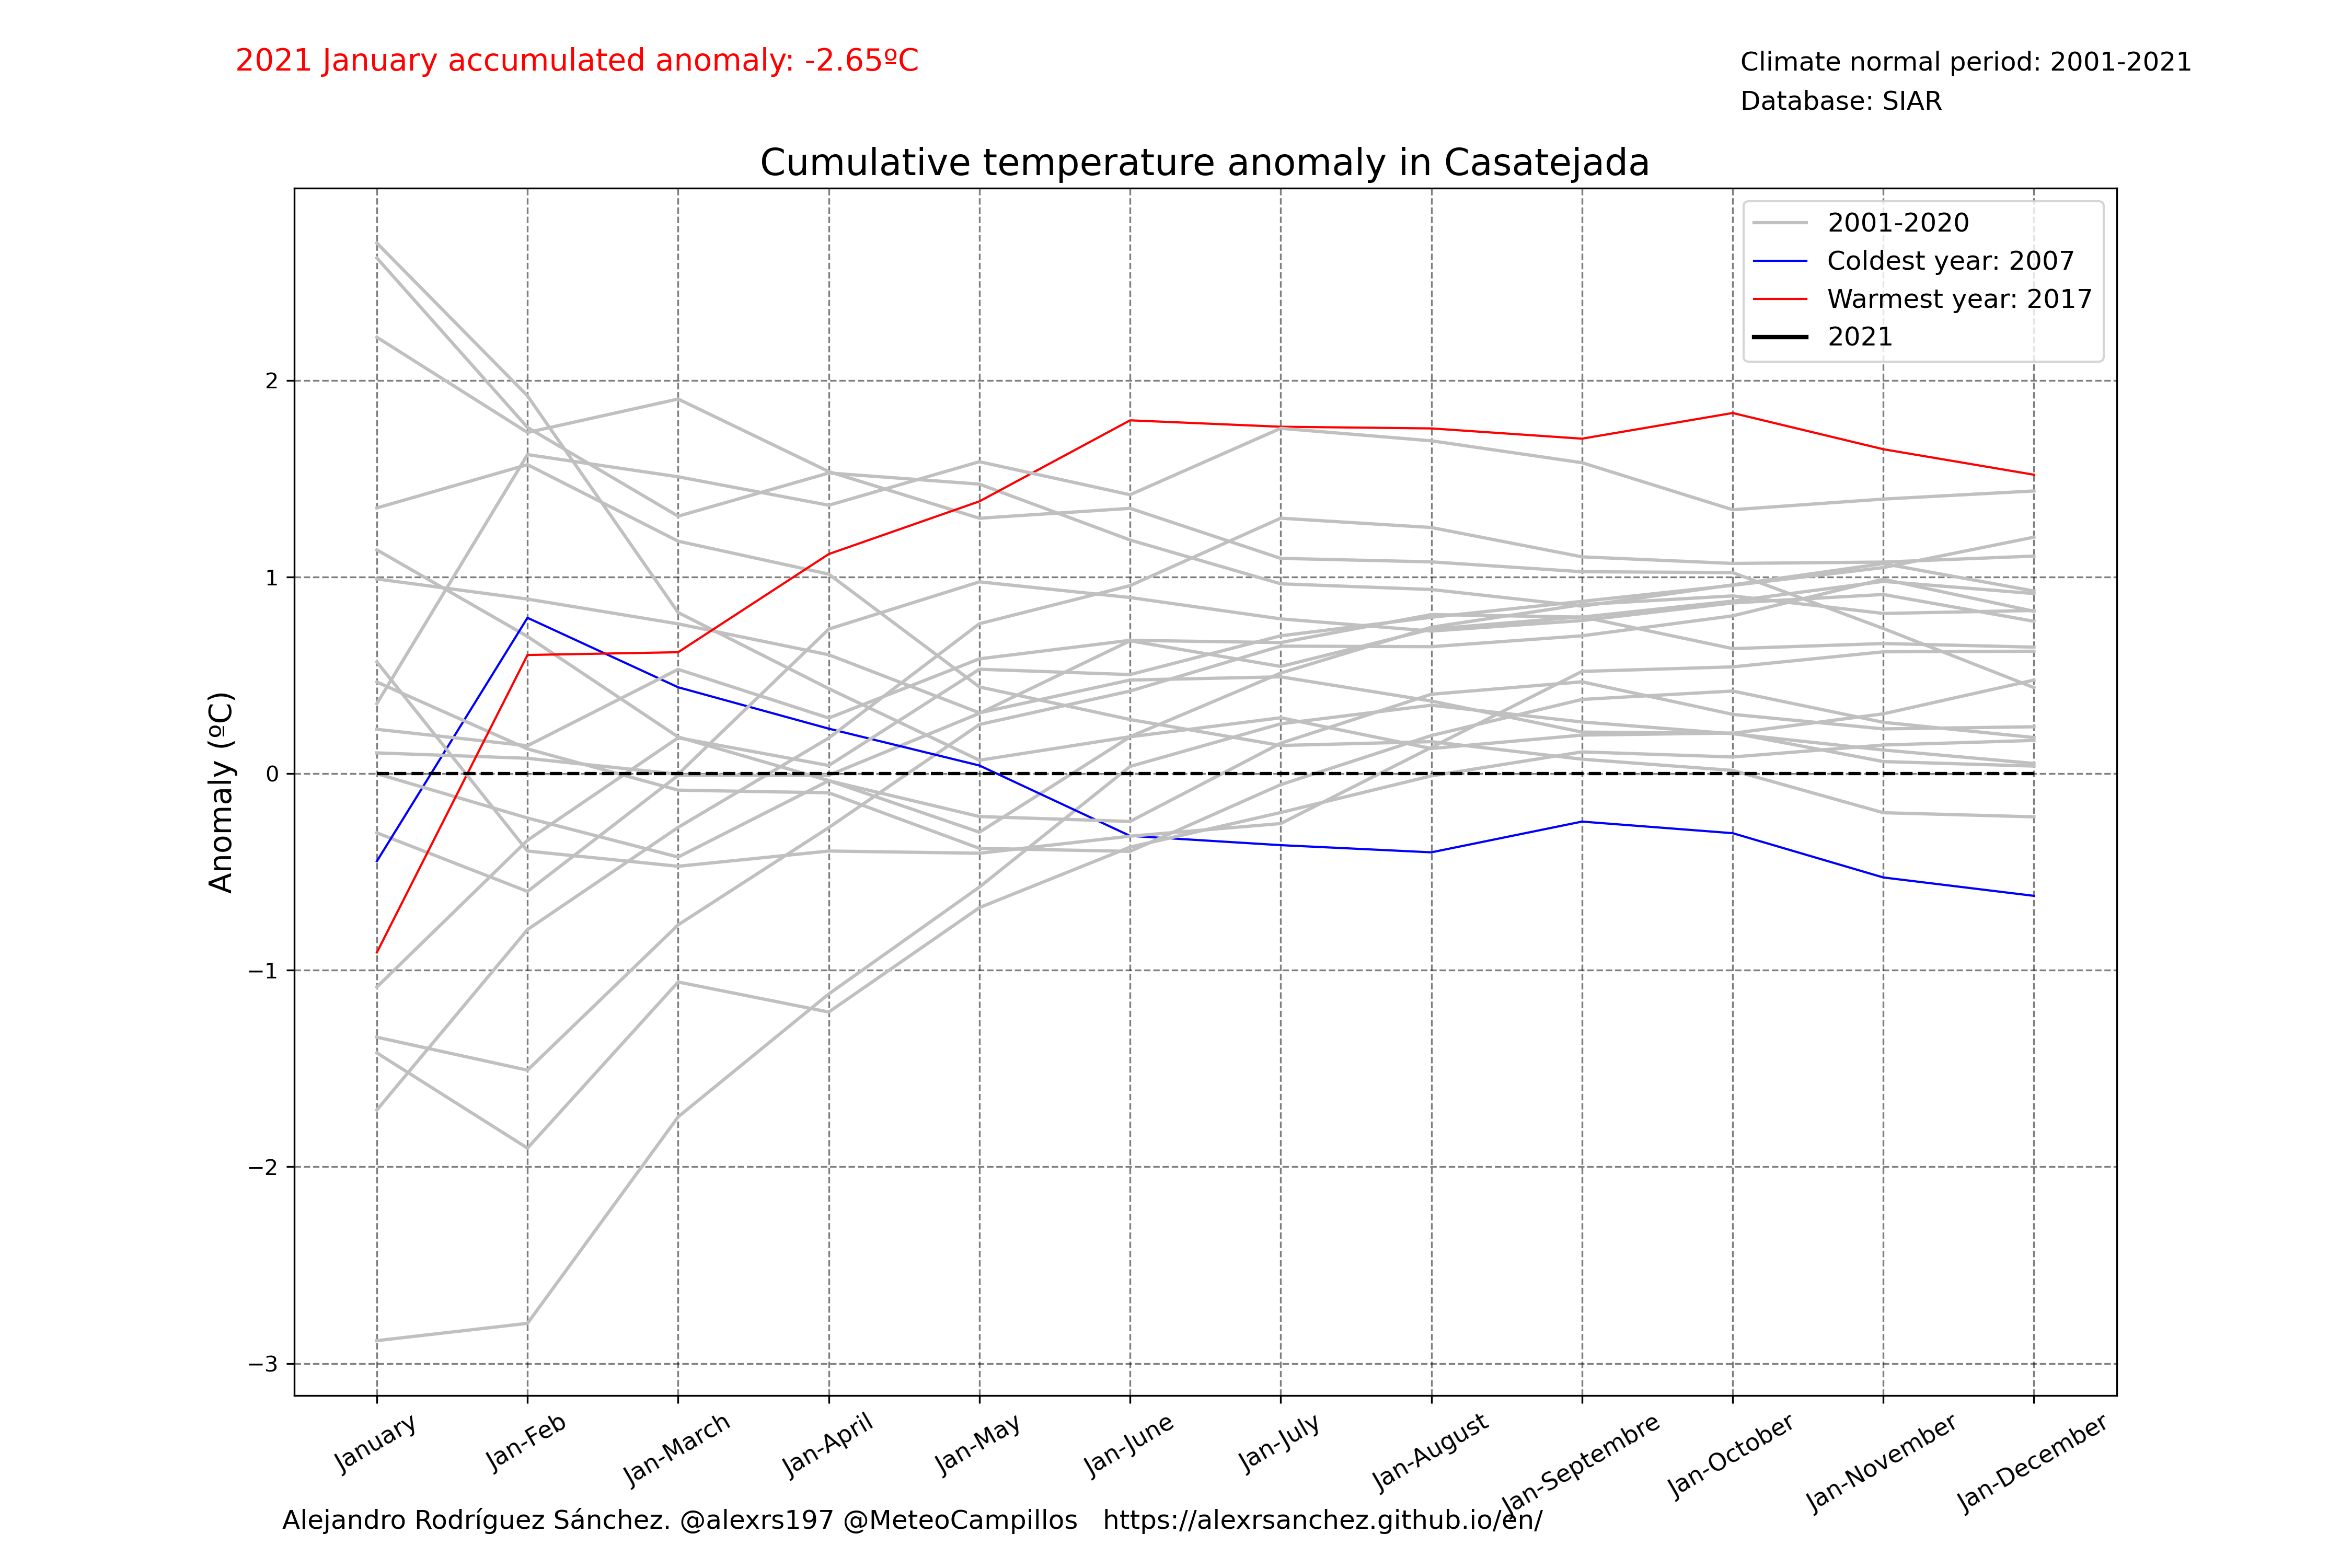 2021 January accumulated anomaly: -2.65ºC
Climate normal period: 2001-2021
Database: SIAR
Cumulative temperature anomaly in Casatejada
2001-2020
Coldest year: 2007
Warmest year: 2017
2021
Anomaly (ºC)
2
1
0
−1
−2
−3
January
Jan-Feb
Jan-March
Jan-April
Jan-May
Jan-June
Jan-July
Jan-August
Jan-Septembre
Jan-October
Jan-November
Jan-December
Alejandro Rodríguez Sánchez. @alexrs197 @MeteoCampillos   https://alexrsanchez.github.io/en/